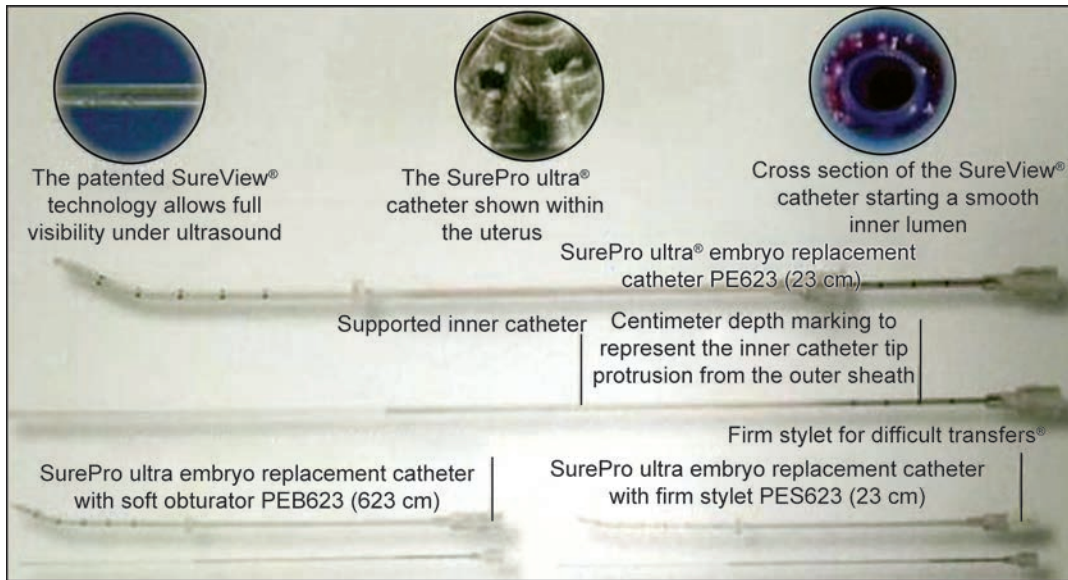 The patented SureView®
technology allows full
visibility under ultrasound
The SurePro ultra®
catheter shown within
the uterus
Cross section of the SureView®
catheter starting a smooth
inner lumen
SurePro ultra® embryo replacement
catheter PE623 (23 cm)
Supported inner catheter
Centimeter depth marking to
represent the inner catheter tip
protrusion from the outer sheath
Firm stylet for difficult transfers®
SurePro ultra embryo replacement catheter
with soft obturator PEB623 (623 cm)
SurePro ultra embryo replacement catheter
with firm stylet PES623 (23 cm)